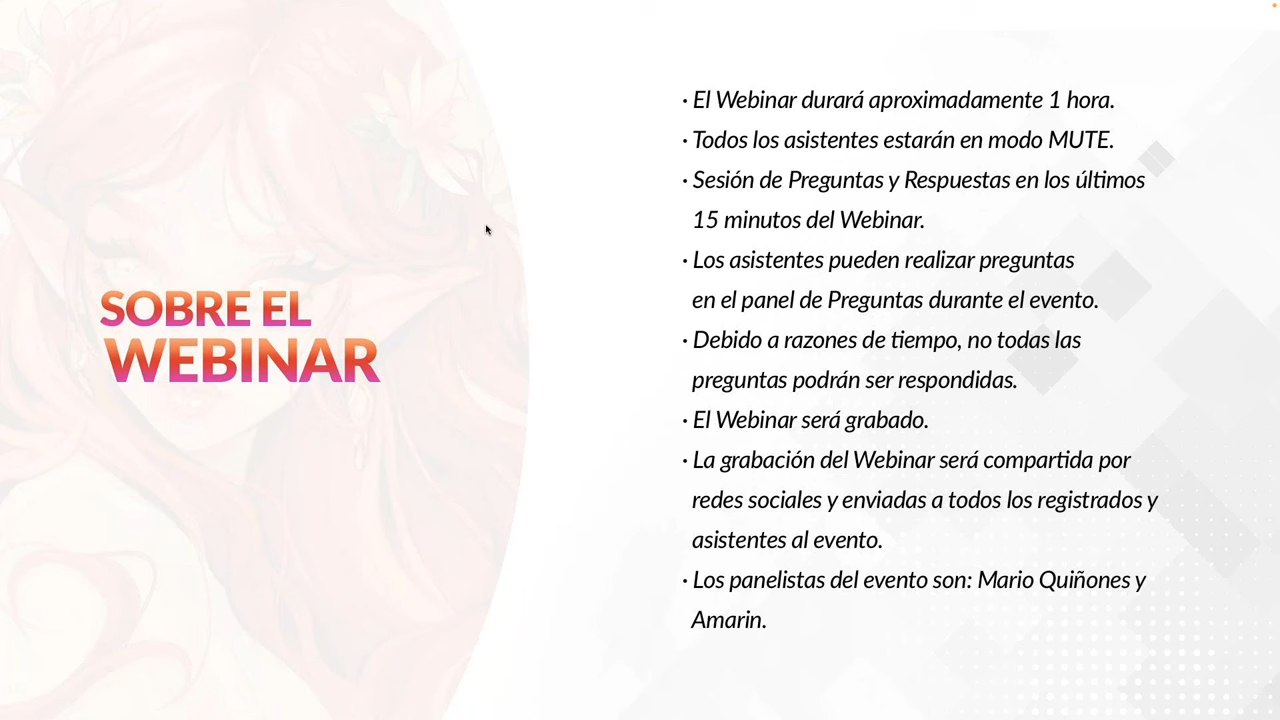 SOBRE EL
WEBINAR
· El Webinar durará aproximadamente 1 hora.
· Todos los asistentes estarán en modo MUTE.
· Sesión de Preguntas y Respuestas en los últimos
15 minutos del Webinar.
· Los asistentes pueden realizar preguntas
en el panel de Preguntas durante el evento.
· Debido a razones de tiempo, no todas las
preguntas podrán ser respondidas.
· El Webinar será grabado.
· La grabación del Webinar será compartida por
redes sociales y enviadas a todos los registrados y
asistentes al evento.
· Los panelistas del evento son: Mario Quiñones y
Amarin.